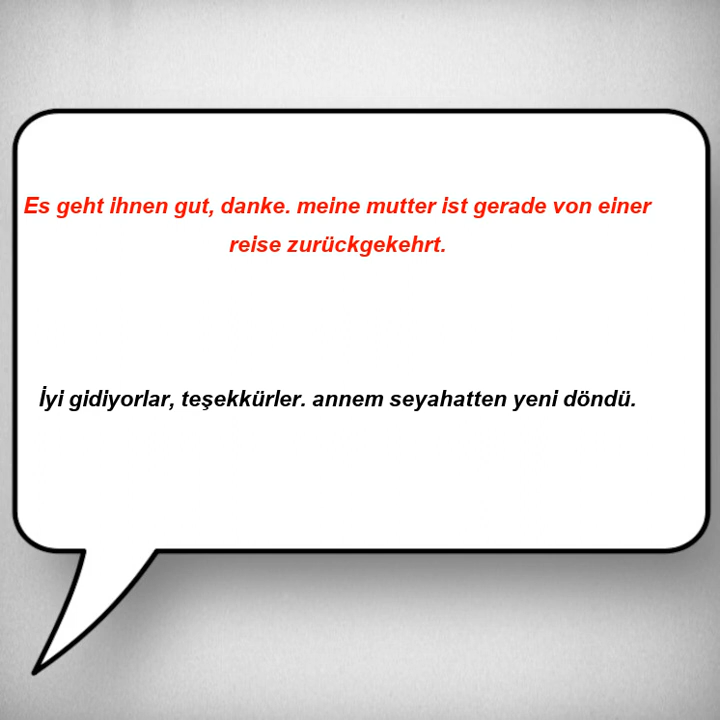 Es geht ihnen gut, danke. meine mutter ist gerade von einer
reise zurückgekehrt.
İyi gidiyorlar, teşekkürler. annem seyahatten yeni döndü.